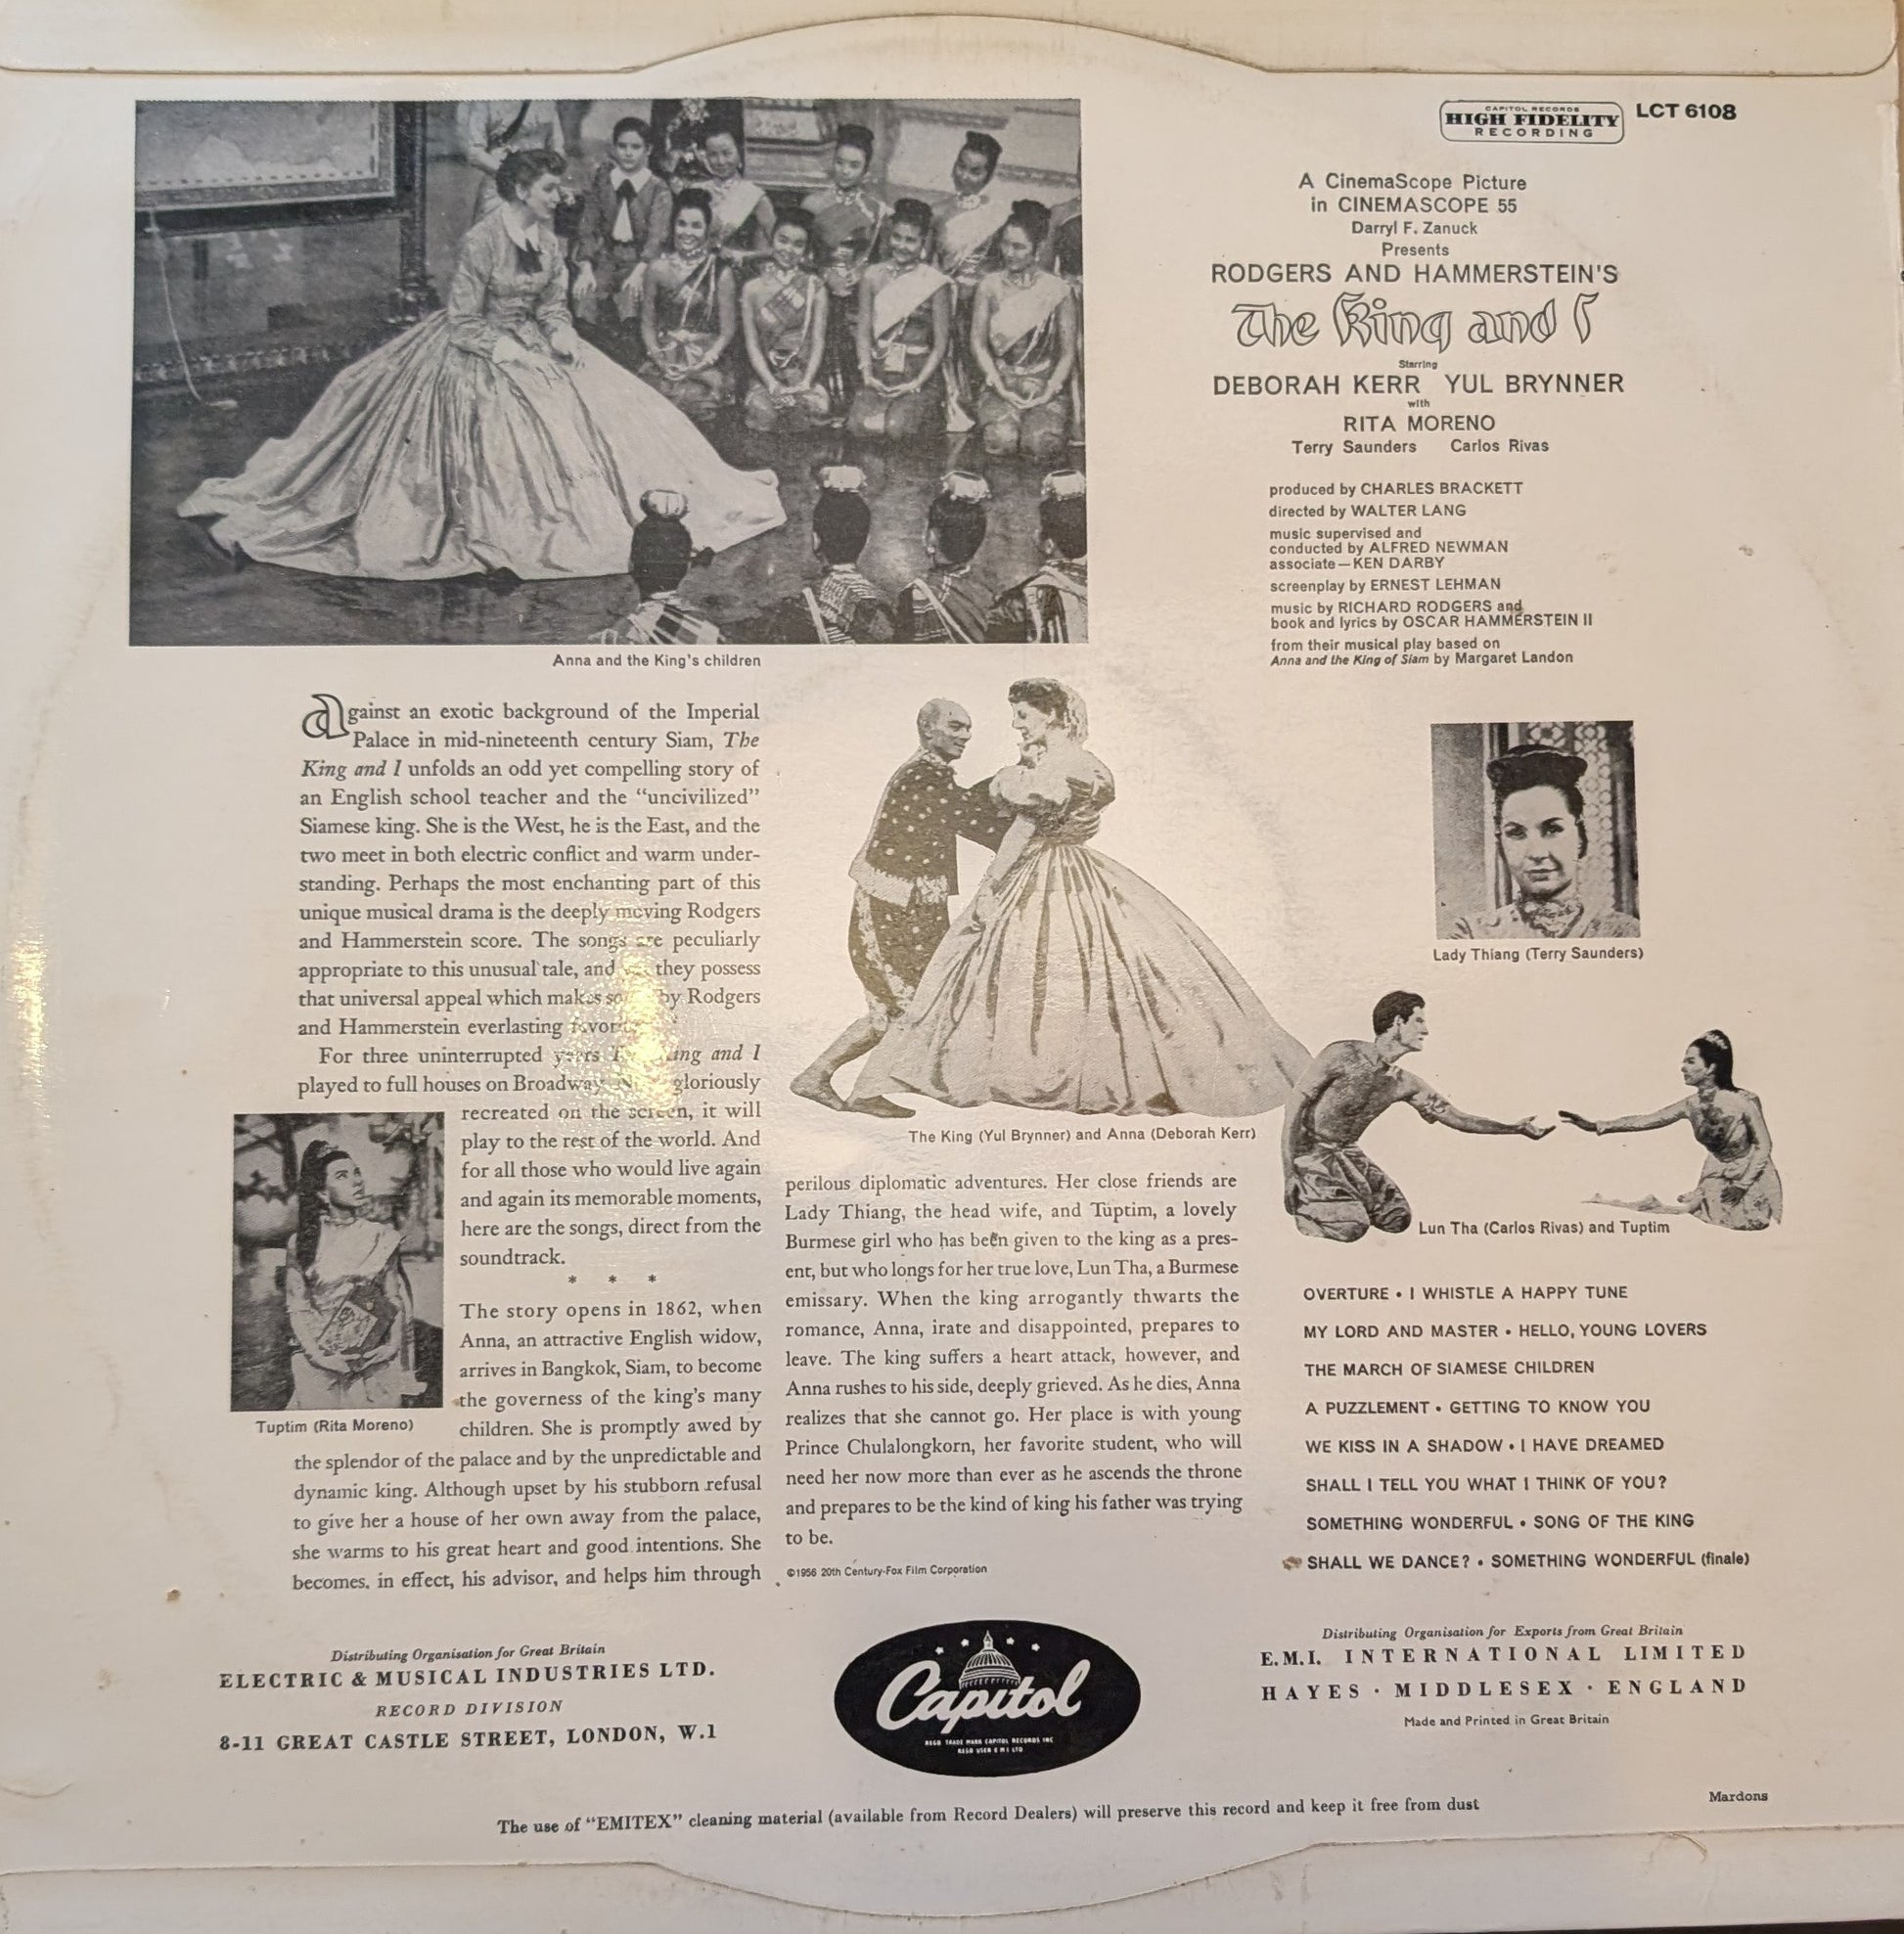 CAPITOL RECORDS
HIGH FIDELITY
RECORDING
LCT 6108
A CinemaScope Picture
in CINEMASCOPE 55
Darryl F. Zanuck
Presents
RODGERS AND HAMMERSTEIN'S
The King and I
Starring
DEBORAH KERR YUL BRYNNER
with
RITA MORENO
Terry Saunders Carlos Rivas
produced by CHARLES BRACKETT
directed by WALTER LANG
music supervised and
conducted by ALFRED NEWMAN
associate—KEN DARBY
screenplay by ERNEST LEHMAN
music by RICHARD RODGERS and
book and lyrics by OSCAR HAMMERSTEIN II
from their musical play based on
Anna and the King of Siam by Margaret Landon
Anna and the King's children
against an exotic background of the Imperial
Palace in mid-nineteenth century Siam, The
King and I unfolds an odd yet compelling story of
an English school teacher and the “uncivilized”
Siamese king. She is the West, he is the East, and the
two meet in both electric conflict and warm under-
standing. Perhaps the most enchanting part of this
unique musical drama is the deeply moving Rodgers
and Hammerstein score. The songs are peculiarly
appropriate to this unusual tale, and they possess
that universal appeal which makes by Rodgers
and Hammerstein everlasting
For three uninterrupted years King and I
played to full houses on Broadway. gloriously
recreated on the screen, it will
play to the rest of the world. And
for all those who would live again
and again its memorable moments,
here are the songs, direct from the
soundtrack.
* * *
The story opens in 1862, when
Anna, an attractive English widow,
arrives in Bangkok, Siam, to become
the governess of the king's many
children. She is promptly awed by
the splendor of the palace and by the unpredictable and
dynamic king. Although upset by his stubborn refusal
to give her a house of her own away from the palace,
she warms to his great heart and good intentions. She
becomes, in effect, his advisor, and helps him through
Tuptim (Rita Moreno)
The King (Yul Brynner) and Anna (Deborah Kerr)
perilous diplomatic adventures. Her close friends are
Lady Thiang, the head wife, and Tuptim, a lovely
Burmese girl who has been given to the king as a pres-
ent, but who longs for her true love, Lun Tha, a Burmese
emissary. When the king arrogantly thwarts the
romance, Anna, irate and disappointed, prepares to
leave. The king suffers a heart attack, however, and
Anna rushes to his side, deeply grieved. As he dies, Anna
realizes that she cannot go. Her place is with young
Prince Chulalongkorn, her favorite student, who will
need her now more than ever as he ascends the throne
and prepares to be the kind of king his father was trying
to be.
©1956 20th Century-Fox Film Corporation
Lady Thiang (Terry Saunders)
Lun Tha (Carlos Rivas) and Tuptim
OVERTURE • I WHISTLE A HAPPY TUNE
MY LORD AND MASTER • HELLO, YOUNG LOVERS
THE MARCH OF SIAMESE CHILDREN
A PUZZLEMENT • GETTING TO KNOW YOU
WE KISS IN A SHADOW • I HAVE DREAMED
SHALL I TELL YOU WHAT I THINK OF YOU?
SOMETHING WONDERFUL • SONG OF THE KING
SHALL WE DANCE? • SOMETHING WONDERFUL (finale)
Distributing Organisation for Great Britain
ELECTRIC & MUSICAL INDUSTRIES LTD.
RECORD DIVISION
8-11 GREAT CASTLE STREET, LONDON, W.1
Capitol
REGD TRADE MARK CAPITOL RECORDS INC
REGD USER E M I LTD
Distributing Organisation for Exports from Great Britain
E.M.I. INTERNATIONAL LIMITED
HAYES · MIDDLESEX · ENGLAND
Made and Printed in Great Britain
Mardons
The use of “EMITEX” cleaning material (available from Record Dealers) will preserve this record and keep it free from dust